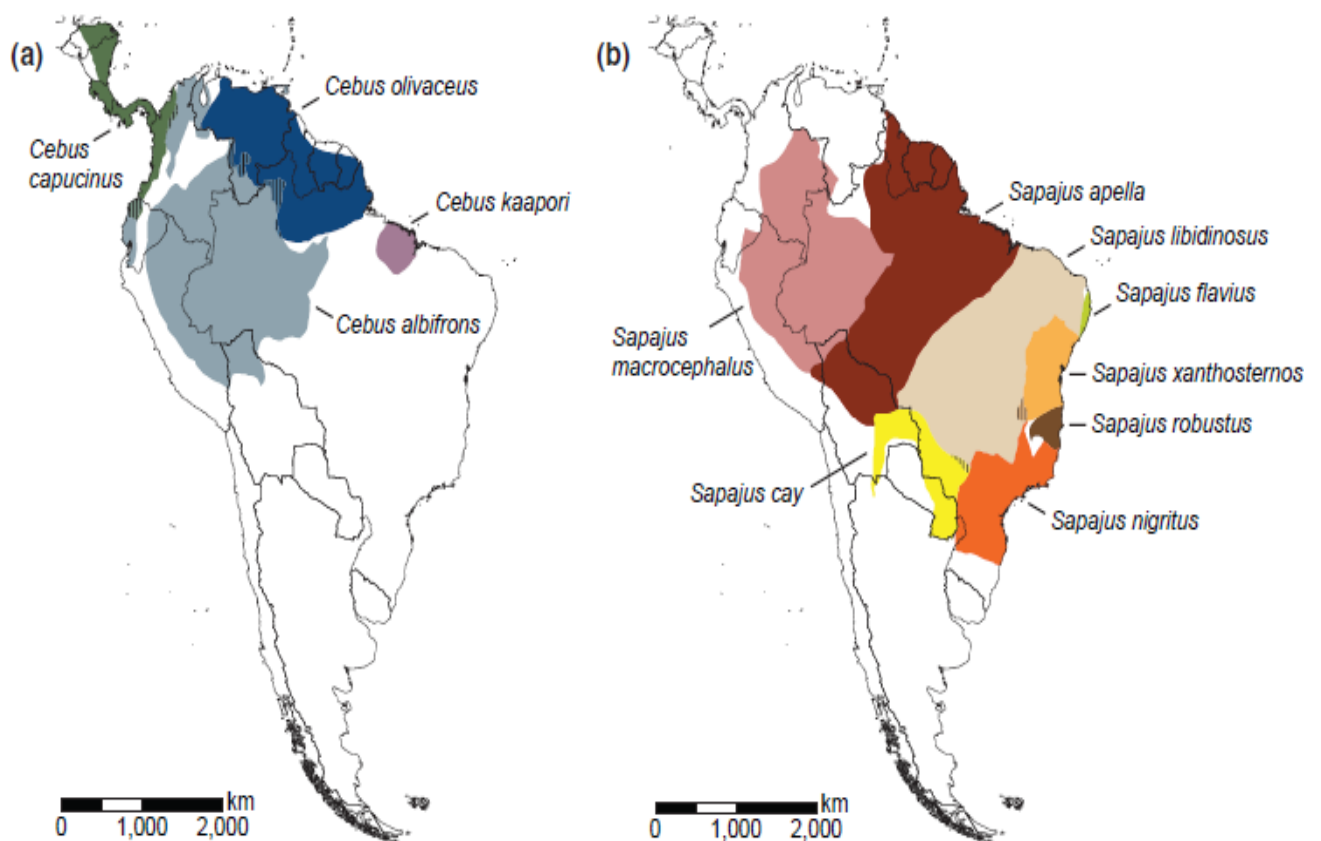 (a)
Cebus olivaceus
Cebus
capucinus
Cebus kaapori
Cebus albifrons
km
0 1,000 2,000
(b)
Sapajus apella
Sapajus libidinosus
Sapajus flavius
Sapajus
macrocephalus
Sapajus xanthosternos
Sapajus robustus
Sapajus cay
Sapajus nigritus
km
0 1,000 2,000